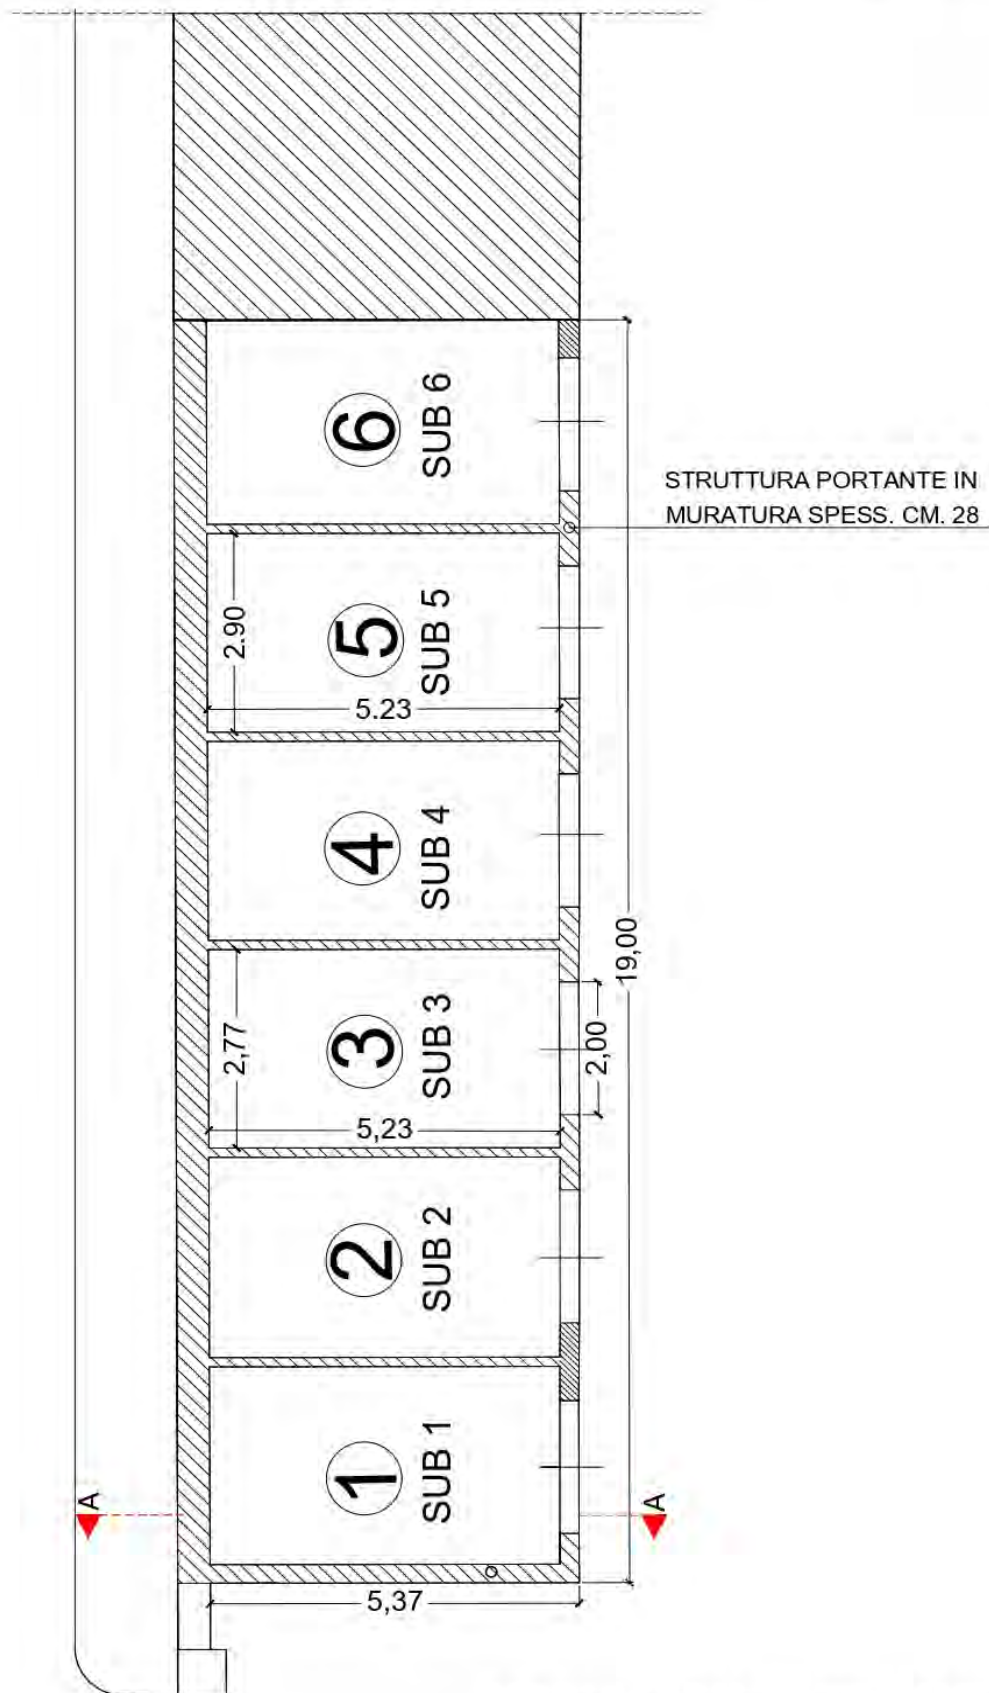 6
SUB 6
STRUTTURA PORTANTE IN
MURATURA SPESS. CM. 28
2.90
5
SUB 5
5.23
4
SUB 4
19,00
2,77
3
SUB 3
2,00
5,23
2
SUB 2
1
SUB 1
A
A
5,37